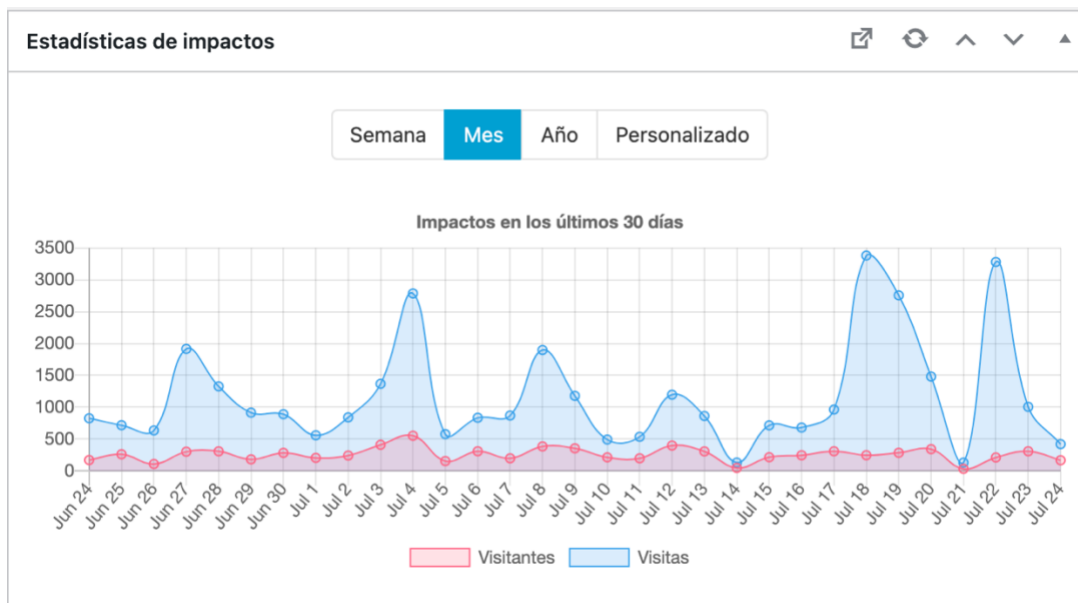 Estadísticas de impactos
Semana Mes Año Personalizado
Impactos en los últimos 30 días
3500
3000
2500
2000
1500
1000
500
0
Jun 24 Jun 25 Jun 26 Jun 27 Jun 28 Jun 29 Jun 30 Jul 1 Jul 2 Jul 3 Jul 4 Jul 5 Jul 6 Jul 7 Jul 8 Jul 9 Jul 10 Jul 11 Jul 12 Jul 13 Jul 14 Jul 15 Jul 16 Jul 17 Jul 18 Jul 19 Jul 20 Jul 21 Jul 22 Jul 23 Jul 24
Visitantes Visitas